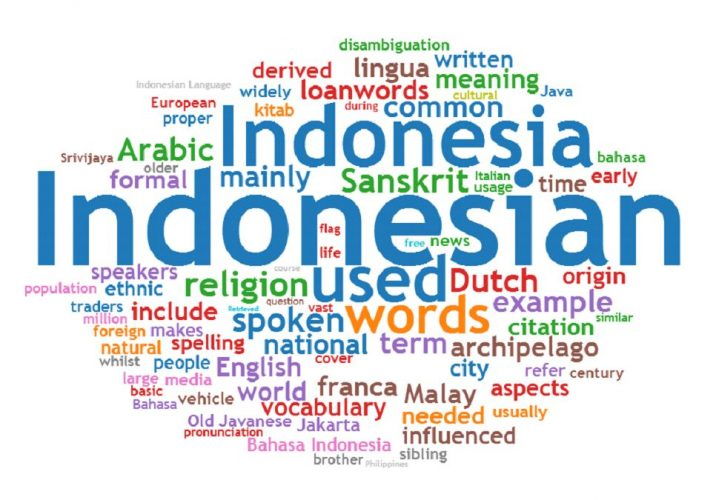 disambiguation
derived lingua written
Indonesian Language widely loanwords meaning
European kitab during cultural Java
proper common
Indonesia
Srivijaya Arabic bahasa
older
formal mainly Sanskrit Italian usage time early
Indonesian
flag
life free news
speakers course
population ethnic religion used Dutch origin
traders include Retrieved question vast words example similar
million spoken citation
foreign makes spelling national term archipelago
natural cover
whilst people English city refer century
large media world franca Malay aspects
basic vehicle vocabulary needed usually
Bahasa Old Javanese Jakarta
pronunciation Bahasa Indonesia influenced
brother Philippines sibling